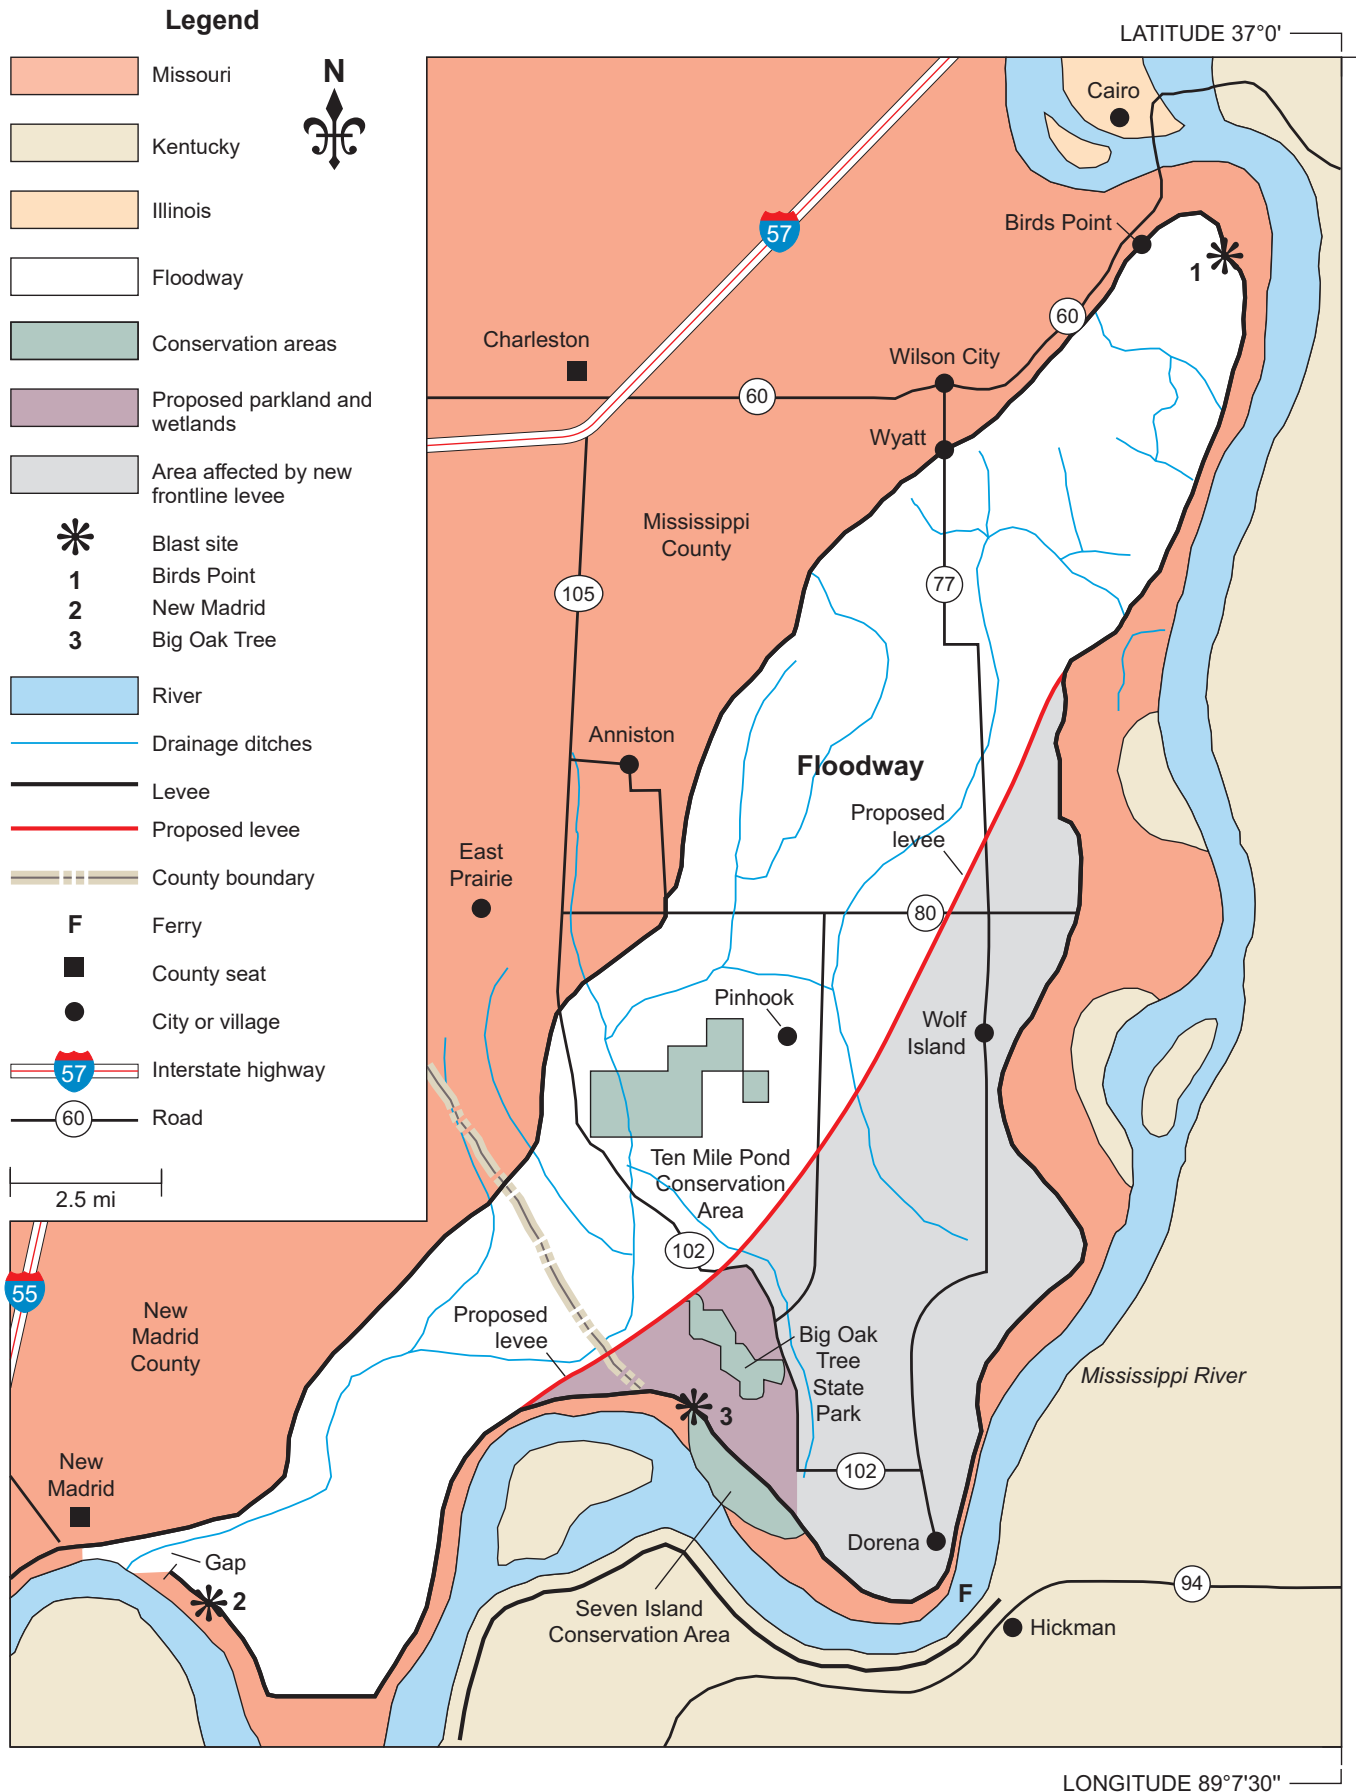 Legend
Missouri
N
Kentucky
Illinois
Floodway
Conservation areas
Proposed parkland and
wetlands
Area affected by new
frontline levee
Blast site
1
Birds Point
2
New Madrid
3
Big Oak Tree
River
Drainage ditches
Levee
Proposed levee
County boundary
F
Ferry
County seat
City or village
57
Interstate highway
60
Road
2.5 mi
LATITUDE 37°0'
Cairo
57
Birds Point
1
60
Charleston
Wilson City
60
Wyatt
Mississippi
County
105
77
Anniston
Floodway
Proposed
levee
East
Prairie
80
Pinhook
Wolf
Island
Ten Mile Pond
Conservation
Area
102
55
New
Madrid
County
Proposed
levee
Big Oak
Tree
State
Park
Mississippi River
3
New
Madrid
102
Dorena
Gap
2
F
94
Seven Island
Conservation Area
Hickman
LONGITUDE 89°7'30"